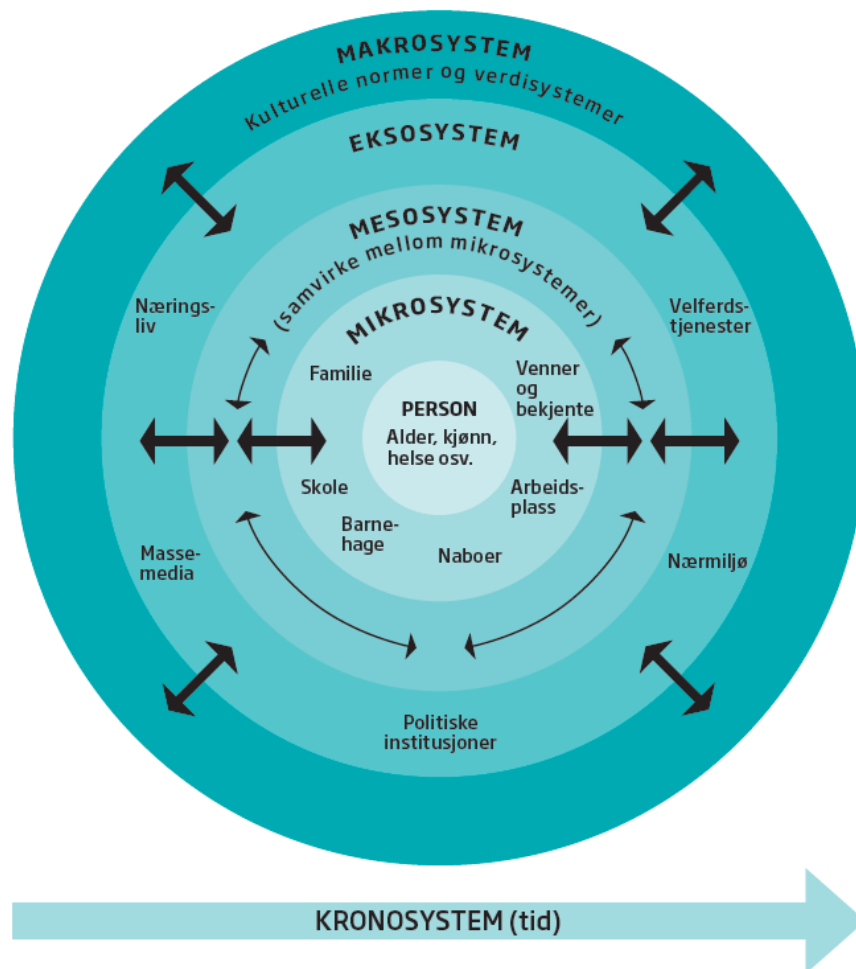 MAKROSYSTEM
Kulturelle normer og verdisystemer
EKSOSYSTEM
MESOSYSTEM
(samvirke mellom mikrosystemer)
MIKROSYSTEM
Nærings-
liv
Velferds-
tjenester
Familie
Venner
og
bekjente
PERSON
Alder, kjønn,
helse osv.
Skole
Barne-
hage
Naboer
Arbeids-
plass
Masse-
media
Nærmiljø
Politiske
institusjoner
KRONOSYSTEM (tid)